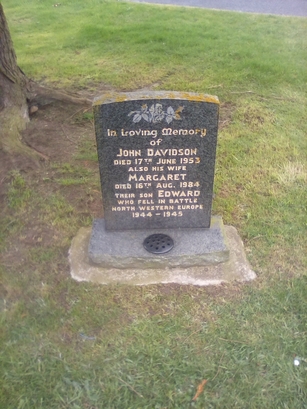 In Loving Memory
of
JOHN DAVIDSON
DIED 17TH JUNE 1953
ALSO HIS WIFE
MARGARET
DIED 16TH AUG. 1984
THEIR SON EDWARD
WHO FELL IN BATTLE
NORTH WESTERN EUROPE
1944 - 1945